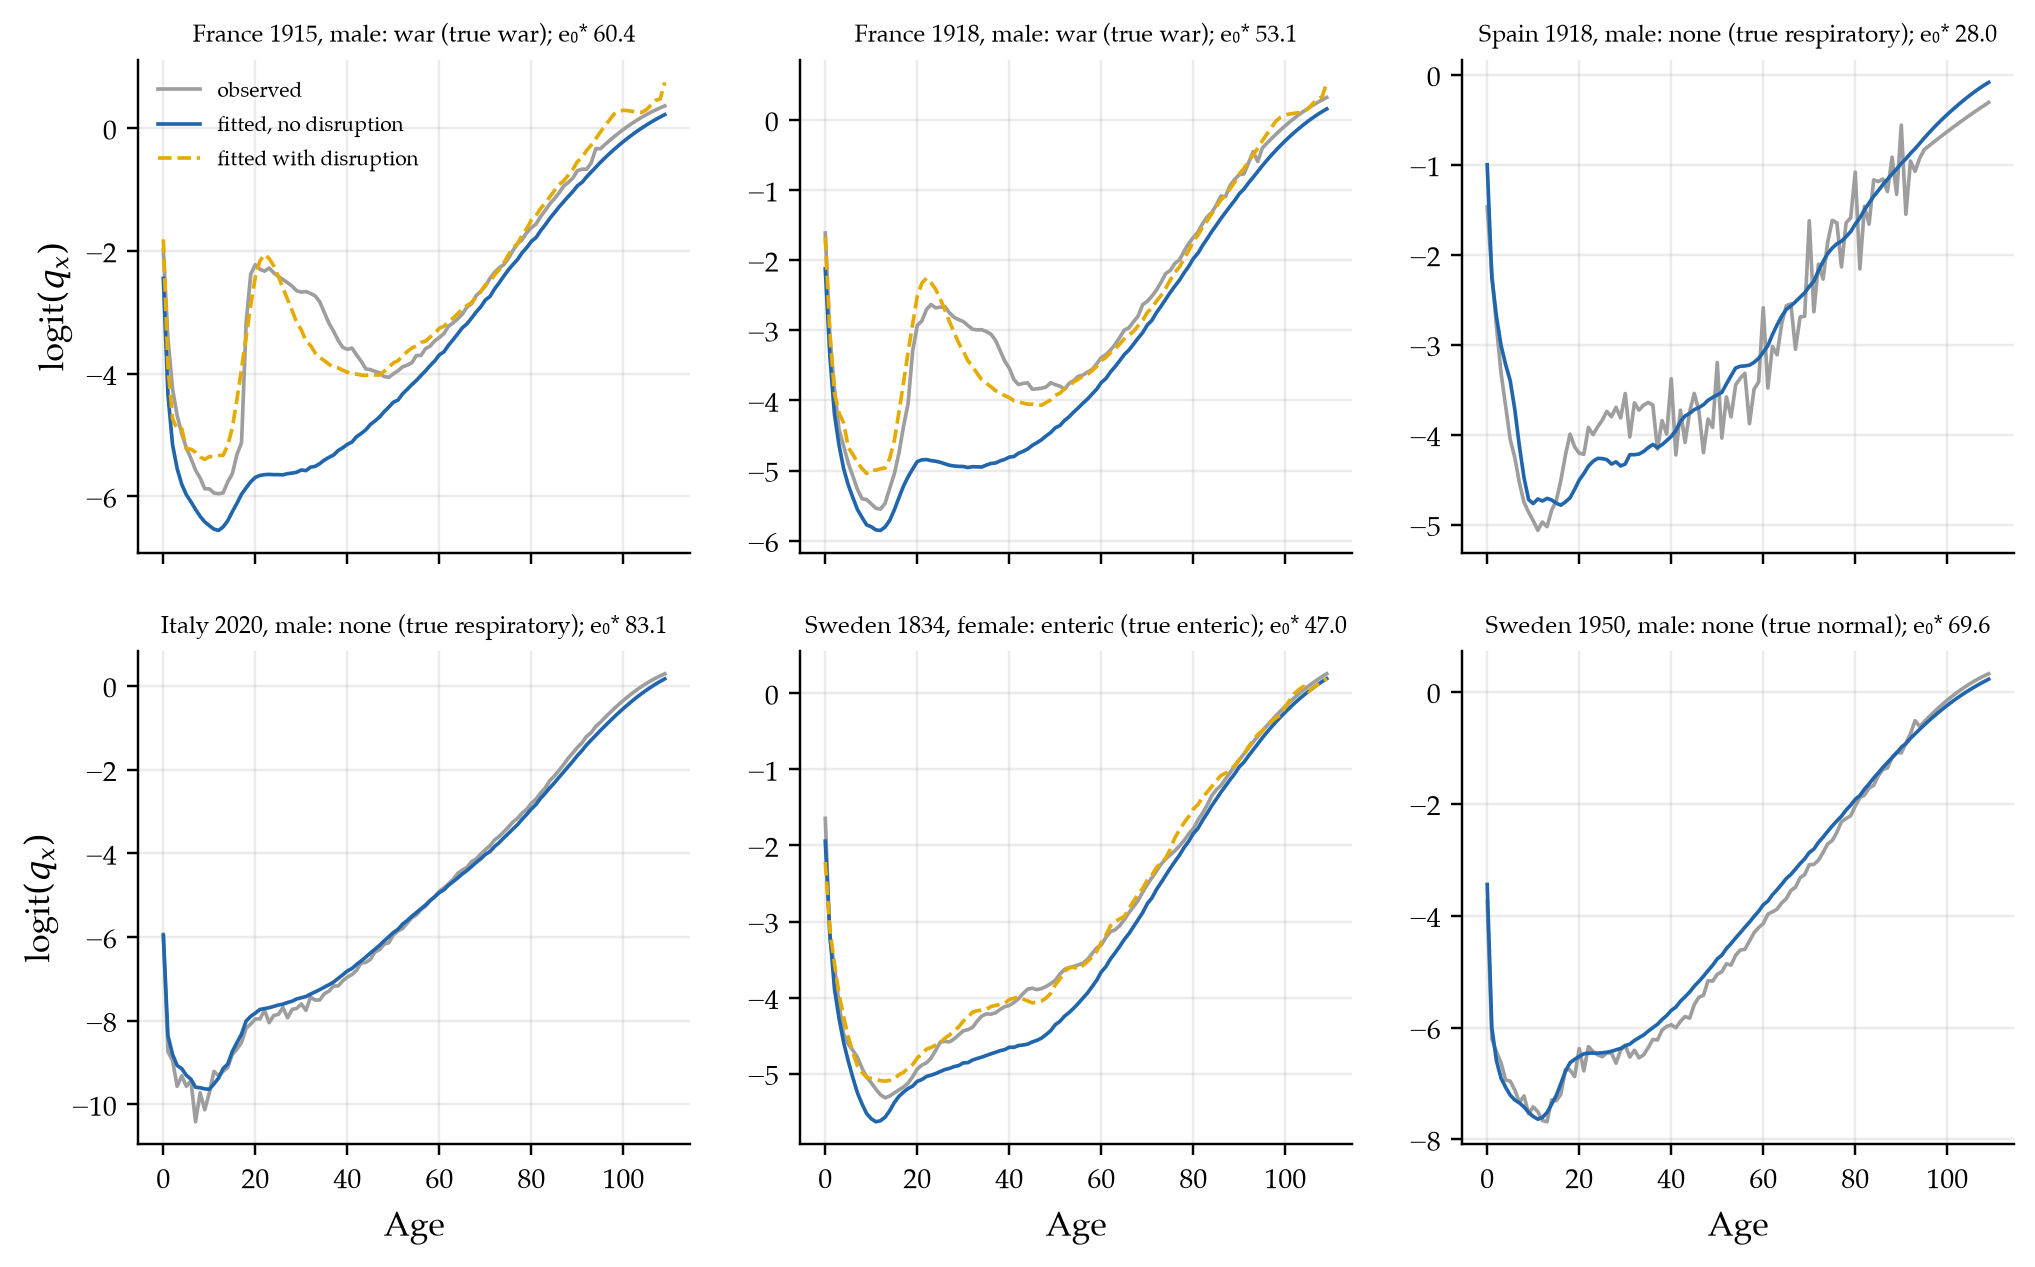 France 1915, male: war (true war); e₀* 60.4
France 1918, male: war (true war); e₀* 53.1
Spain 1918, male: none (true respiratory); e₀* 28.0
observed
fitted, no disruption
fitted with disruption
logit(qₓ)
0
−2
−4
−6
0
−1
−2
−3
−4
−5
−6
0
−1
−2
−3
−4
−5
Italy 2020, male: none (true respiratory); e₀* 83.1
Sweden 1834, female: enteric (true enteric); e₀* 47.0
Sweden 1950, male: none (true normal); e₀* 69.6
logit(qₓ)
0
−2
−4
−6
−8
−10
0
−1
−2
−3
−4
−5
0
−2
−4
−6
−8
0 20 40 60 80 100
0 20 40 60 80 100
0 20 40 60 80 100
Age
Age
Age